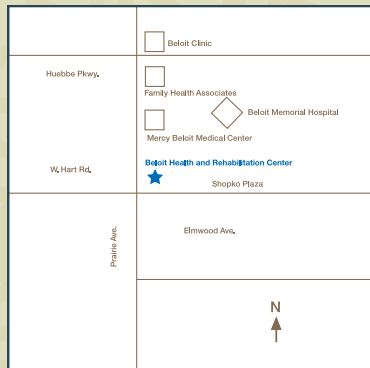 Beloit Clinic
Huebbe Pkwy.
Family Health Associates
Beloit Memorial Hospital
Mercy Beloit Medical Center
Beloit Health and Rehabilitation Center
W. Hart Rd.
Shopko Plaza
Prairie Ave.
Elmwood Ave.
N